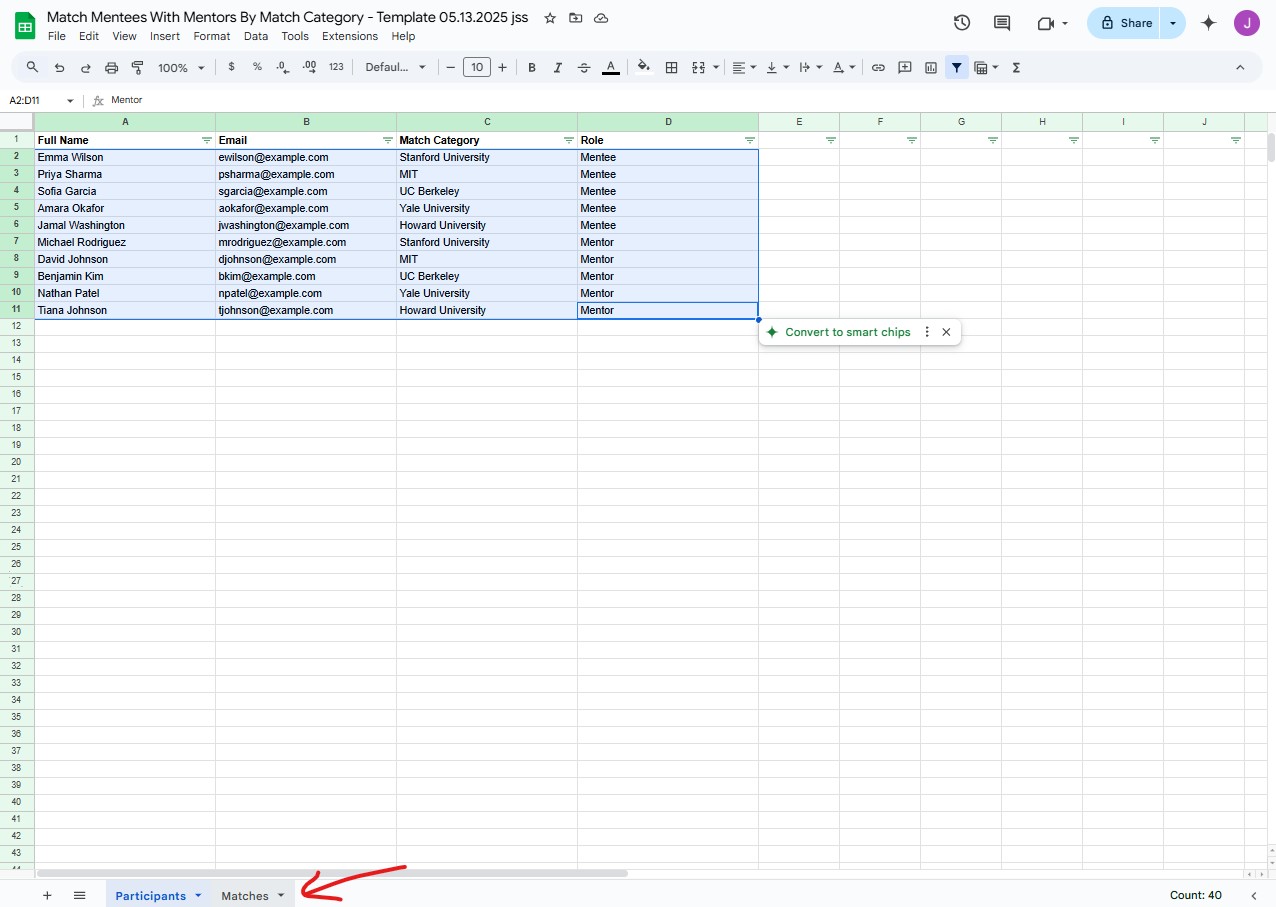 Match Mentees With Mentors By Match Category - Template 05.13.2025 jss
File Edit View Insert Format Data Tools Extensions Help
Share
J
100% $ % .0 .00 123 Defaul... 10 B I A
A2:D11 fx Mentor
A B C D E F G H I J
1 Full Name Email Match Category Role
2 Emma Wilson ewilson@example.com Stanford University Mentee
3 Priya Sharma psharma@example.com MIT Mentee
4 Sofia Garcia sgarcia@example.com UC Berkeley Mentee
5 Amara Okafor aokafor@example.com Yale University Mentee
6 Jamal Washington jwashington@example.com Howard University Mentee
7 Michael Rodriguez mrodriguez@example.com Stanford University Mentor
8 David Johnson djohnson@example.com MIT Mentor
9 Benjamin Kim bkim@example.com UC Berkeley Mentor
10 Nathan Patel npatel@example.com Yale University Mentor
11 Tiana Johnson tjohnson@example.com Howard University Mentor
12 Convert to smart chips
13
14
15
16
17
18
19
20
21
22
23
24
25
26
27
28
29
30
31
32
33
34
35
36
37
38
39
40
41
42
43
44
Participants Matches Count: 40